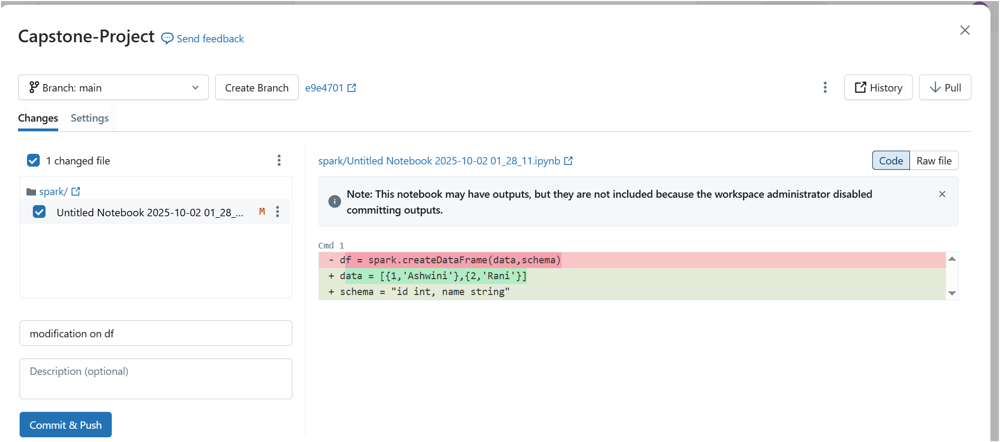 Capstone-Project Send feedback
Branch: main Create Branch e9e4701 History Pull
Changes Settings
1 changed file
spark/
Untitled Notebook 2025-10-02 01_28_... M
modification on df
Description (optional)
Commit & Push
spark/Untitled Notebook 2025-10-02 01_28_11.ipynb Code Raw file
Note: This notebook may have outputs, but they are not included because the workspace administrator disabled
committing outputs.
Cmd 1
- df = spark.createDataFrame(data,schema)
+ data = [{1,'Ashwini'},{2,'Rani'}]
+ schema = "id int, name string"